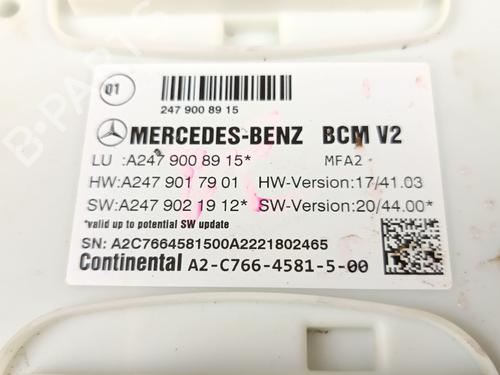 01
247 900 89 15
MERCEDES-BENZ BCM V2
LU :A247 900 89 15* MFA2
HW:A247 901 79 01 HW-Version:17/41.03
SW:A247 902 19 12* SW-Version:20/44.00*
*valid up to potential SW update
SN: A2C7664581500A2221802465
Continental A2-C766-4581-5-00
B-PARTS